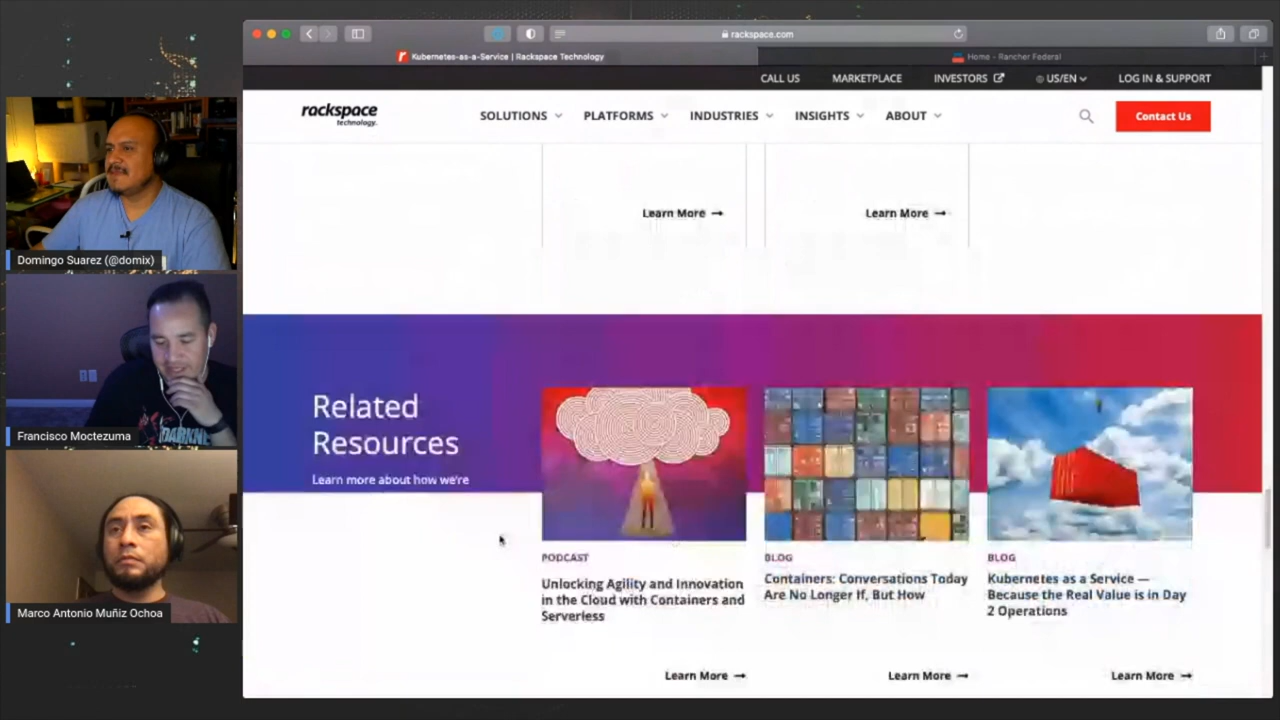 rackspace.com
Kubernetes-as-a-Service | Rackspace Technology
Home - Rancher Federal
CALL US
MARKETPLACE
INVESTORS
US/EN
LOG IN & SUPPORT
rackspace
technology.
SOLUTIONS
PLATFORMS
INDUSTRIES
INSIGHTS
ABOUT
Contact Us
Learn More →
Learn More →
Domingo Suarez (@domix)
Francisco Moctezuma
Marco Antonio Muñiz Ochoa
Related
Resources
Learn more about how we're
PODCAST
Unlocking Agility and Innovation
in the Cloud with Containers and
Serverless
Learn More →
BLOG
Containers: Conversations Today
Are No Longer If, But How
Learn More →
BLOG
Kubernetes as a Service —
Because the Real Value is in Day
2 Operations
Learn More →